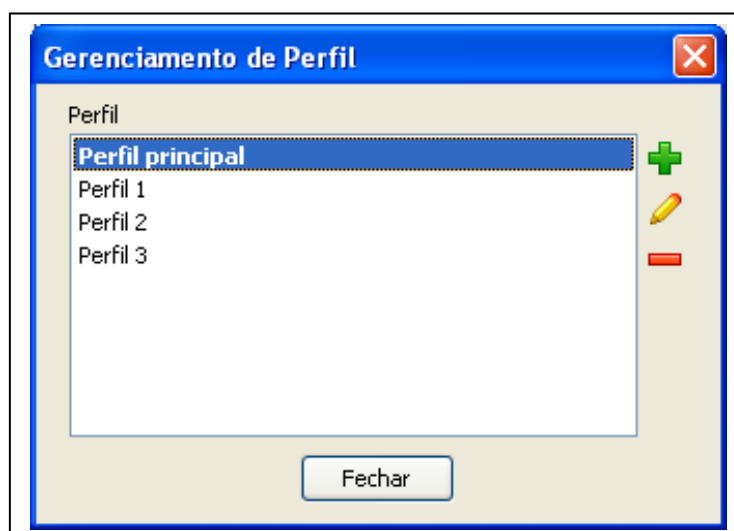 Gerenciamento de Perfil
Perfil
Perfil principal
Perfil 1
Perfil 2
Perfil 3
Fechar